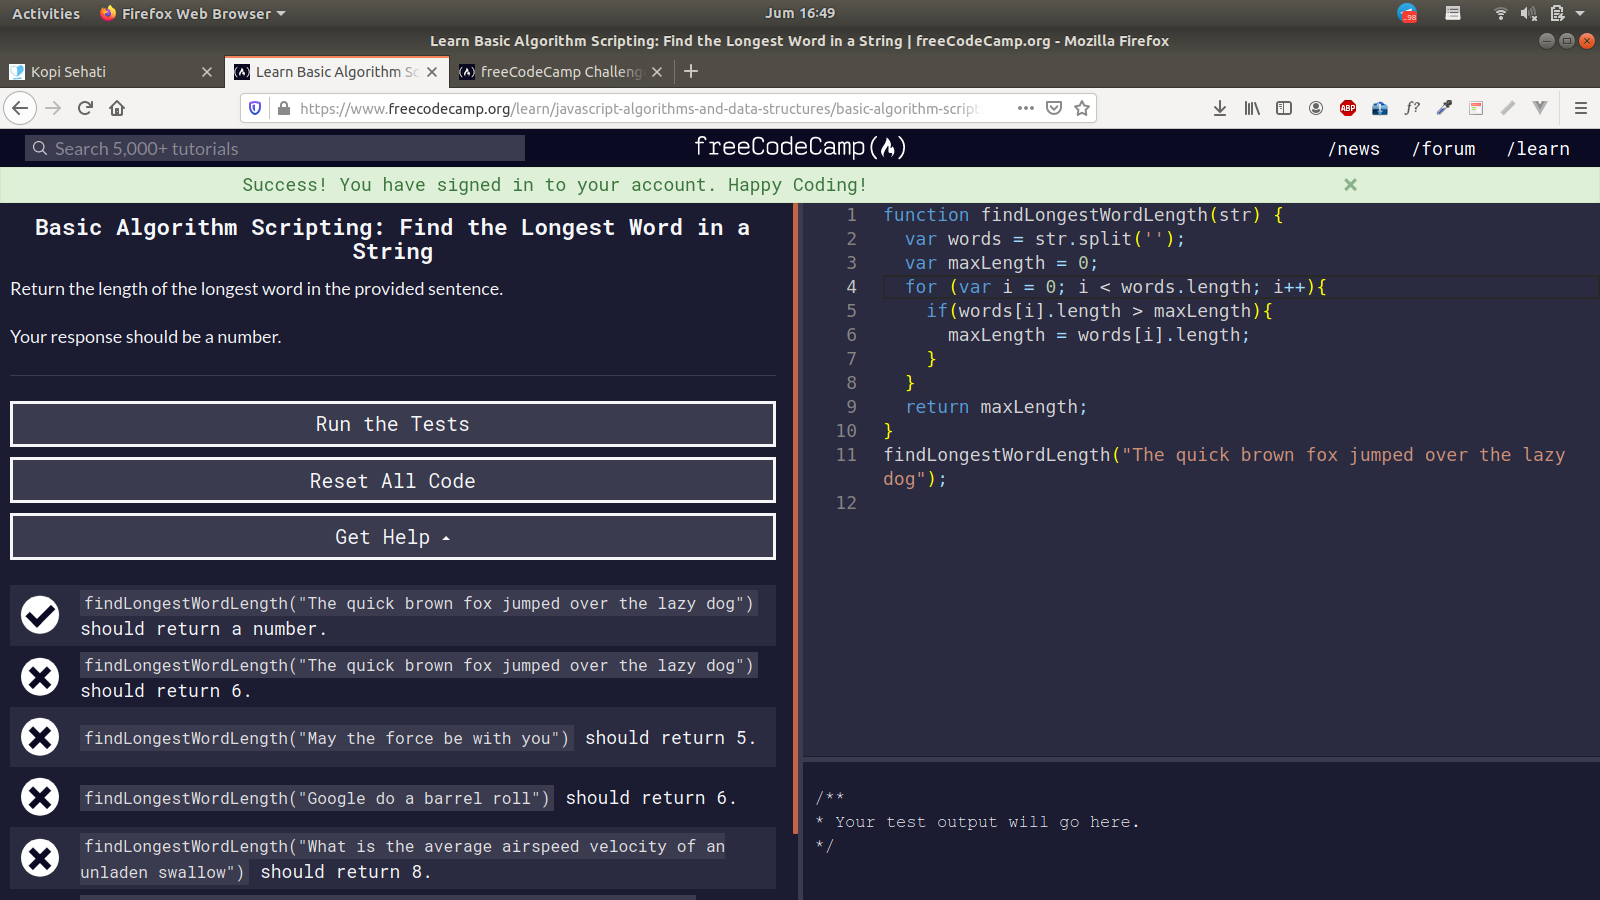 Activities
Firefox Web Browser
Jum 16:49
98
Learn Basic Algorithm Scripting: Find the Longest Word in a String | freeCodeCamp.org - Mozilla Firefox
Kopi Sehati
Learn Basic Algorithm Sc
freeCodeCamp Challeng
https://www.freecodecamp.org/learn/javascript-algorithms-and-data-structures/basic-algorithm-script
ABP
f?
Search 5,000+ tutorials
freeCodeCamp
/news
/forum
/learn
Success! You have signed in to your account. Happy Coding!
Basic Algorithm Scripting: Find the Longest Word in a
String
Return the length of the longest word in the provided sentence.
Your response should be a number.
Run the Tests
Reset All Code
Get Help
findLongestWordLength("The quick brown fox jumped over the lazy dog")
should return a number.
findLongestWordLength("The quick brown fox jumped over the lazy dog")
should return 6.
findLongestWordLength("May the force be with you") should return 5.
findLongestWordLength("Google do a barrel roll") should return 6.
findLongestWordLength("What is the average airspeed velocity of an
unladen swallow") should return 8.
1 function findLongestWordLength(str) {
2 var words = str.split('');
3 var maxLength = 0;
4 for (var i = 0; i < words.length; i++){
5 if(words[i].length > maxLength){
6 maxLength = words[i].length;
7 }
8 }
9 return maxLength;
10 }
11 findLongestWordLength("The quick brown fox jumped over the lazy
dog");
12
/**
* Your test output will go here.
*/